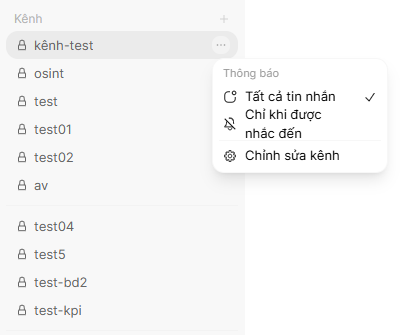 Kênh
kênh-test
osint
test
test01
test02
av
test04
test5
test-bd2
test-kpi
Thông báo
Tất cả tin nhắn
Chỉ khi được
nhắc đến
Chỉnh sửa kênh